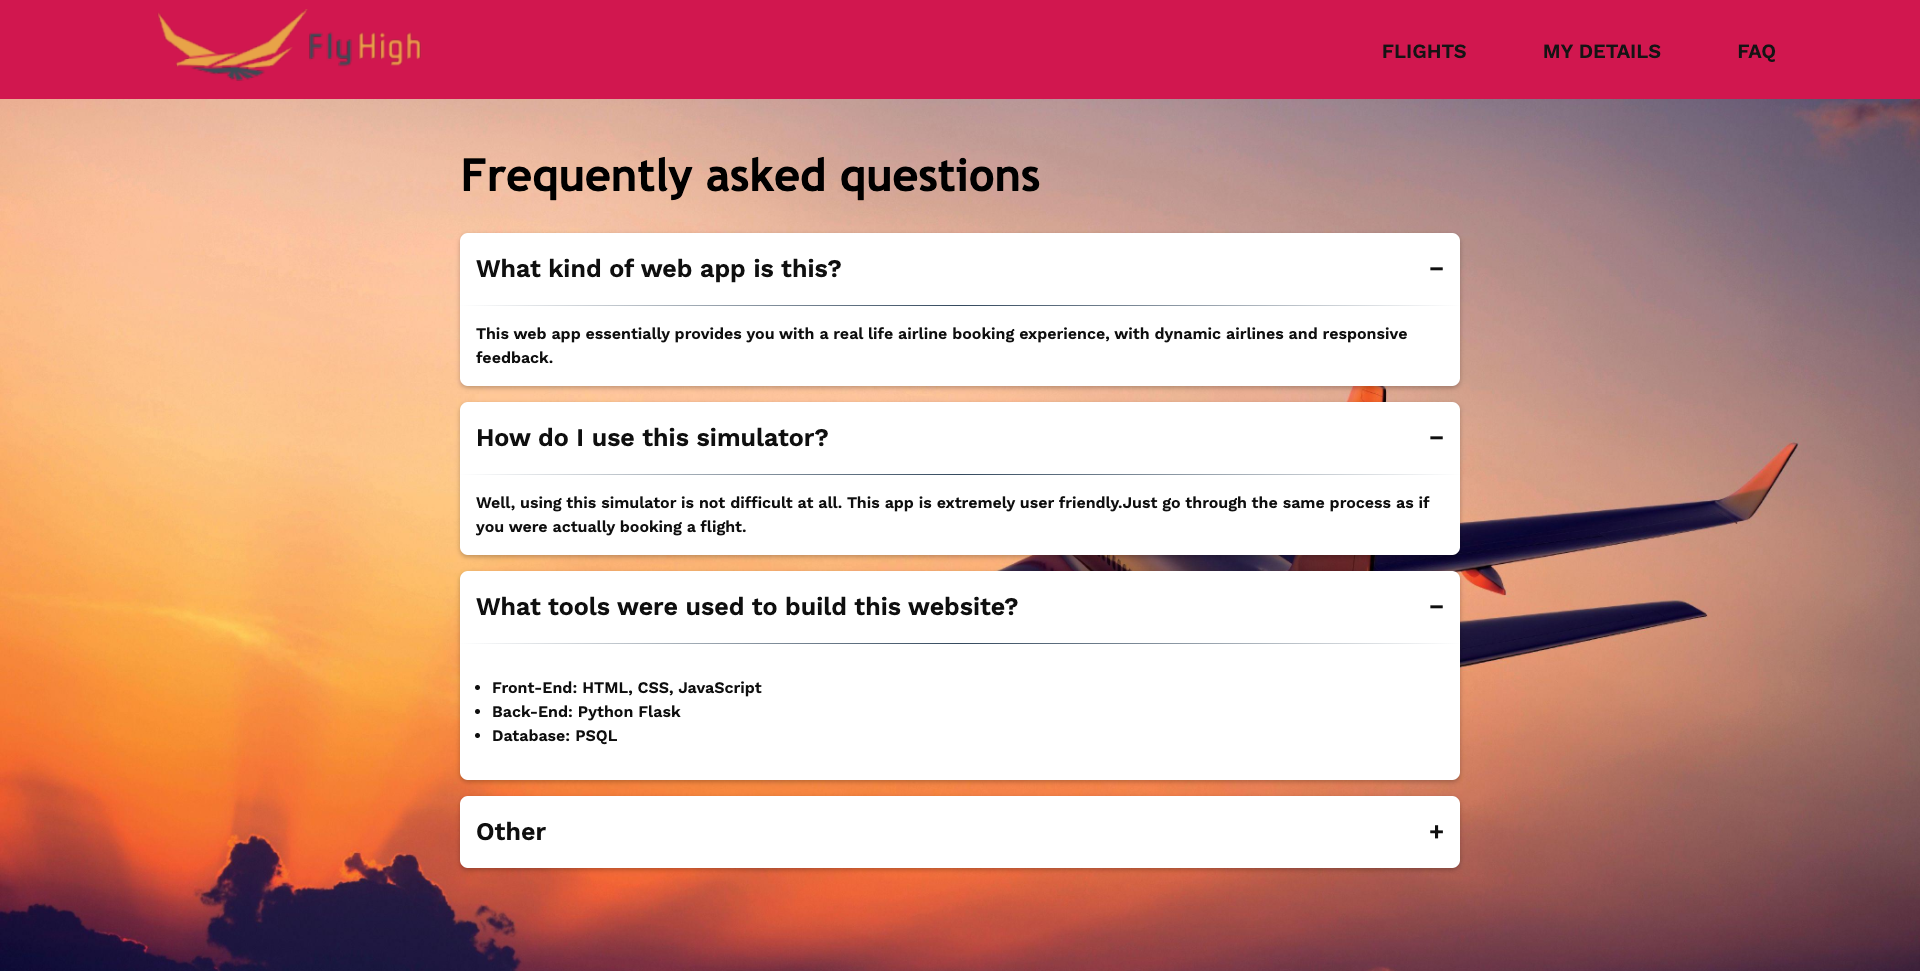 FlyHigh
FLIGHTS
MY DETAILS
FAQ
Frequently asked questions
What kind of web app is this?
This web app essentially provides you with a real life airline booking experience, with dynamic airlines and responsive
feedback.
How do I use this simulator?
Well, using this simulator is not difficult at all. This app is extremely user friendly.Just go through the same process as if
you were actually booking a flight.
What tools were used to build this website?
• Front-End: HTML, CSS, JavaScript
• Back-End: Python Flask
• Database: PSQL
Other